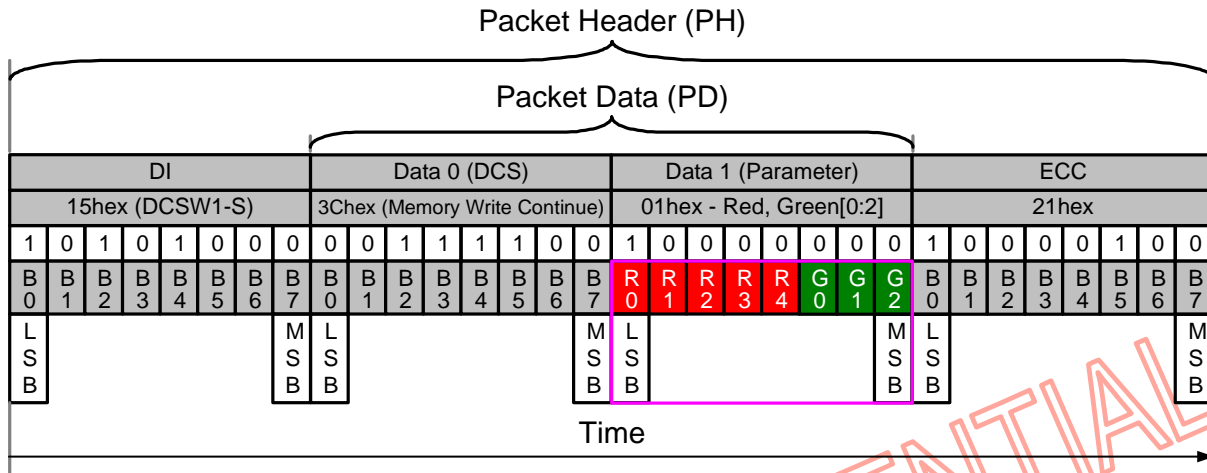 Packet Header (PH)
Packet Data (PD)
DI Data 0 (DCS) Data 1 (Parameter) ECC
15hex (DCSW1-S) 3Chex (Memory Write Continue) 01hex - Red, Green[0:2] 21hex
1 0 1 0 1 0 0 0 0 0 1 1 1 1 0 0 1 0 0 0 0 0 0 0 1 0 0 0 0 1 0 0
B0 B1 B2 B3 B4 B5 B6 B7 B0 B1 B2 B3 B4 B5 B6 B7 R0 R1 R2 R3 R4 G0 G1 G2 B0 B1 B2 B3 B4 B5 B6 B7
LSB MSB LSB MSB LSB MSB LSB MSB
Time